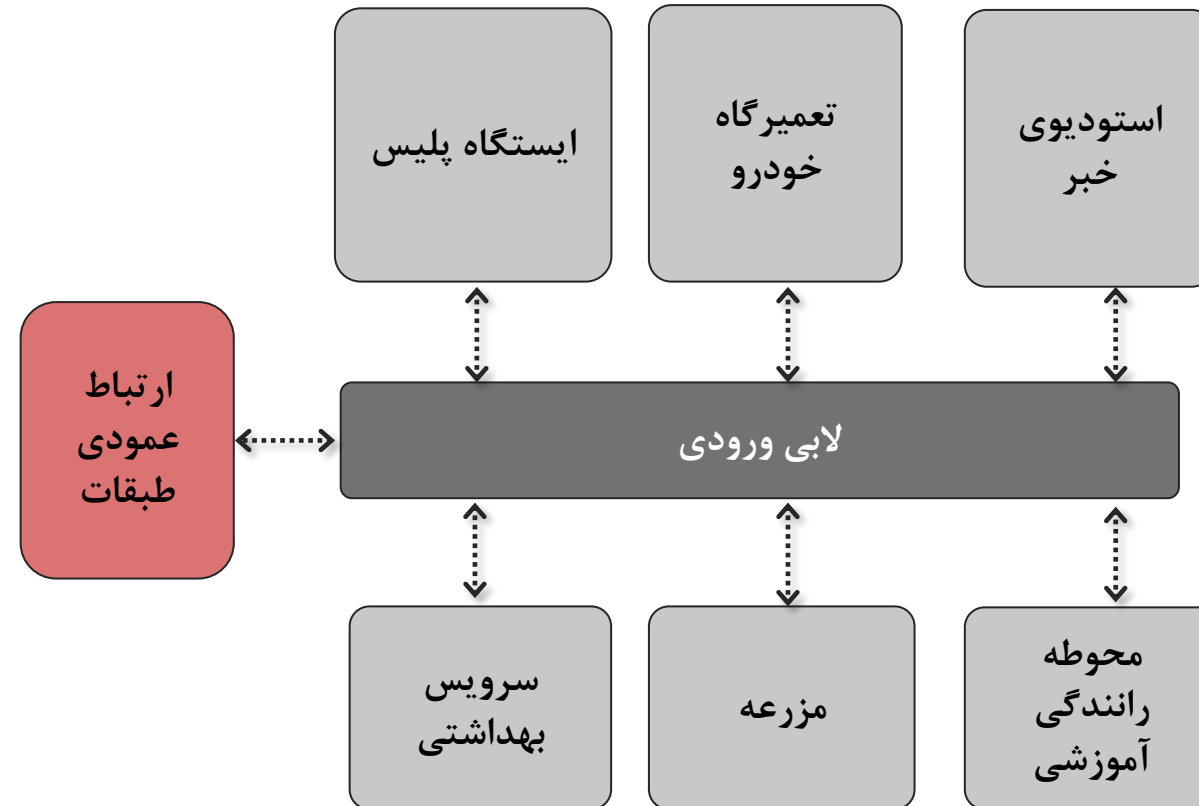 استودیوی
خبر
تعمیرگاه
خودرو
ایستگاه پلیس
لابی ورودی
ارتباط
عمودی
طبقات
محوطه
رانندگی
آموزشی
مزرعه
سرویس
بهداشتی